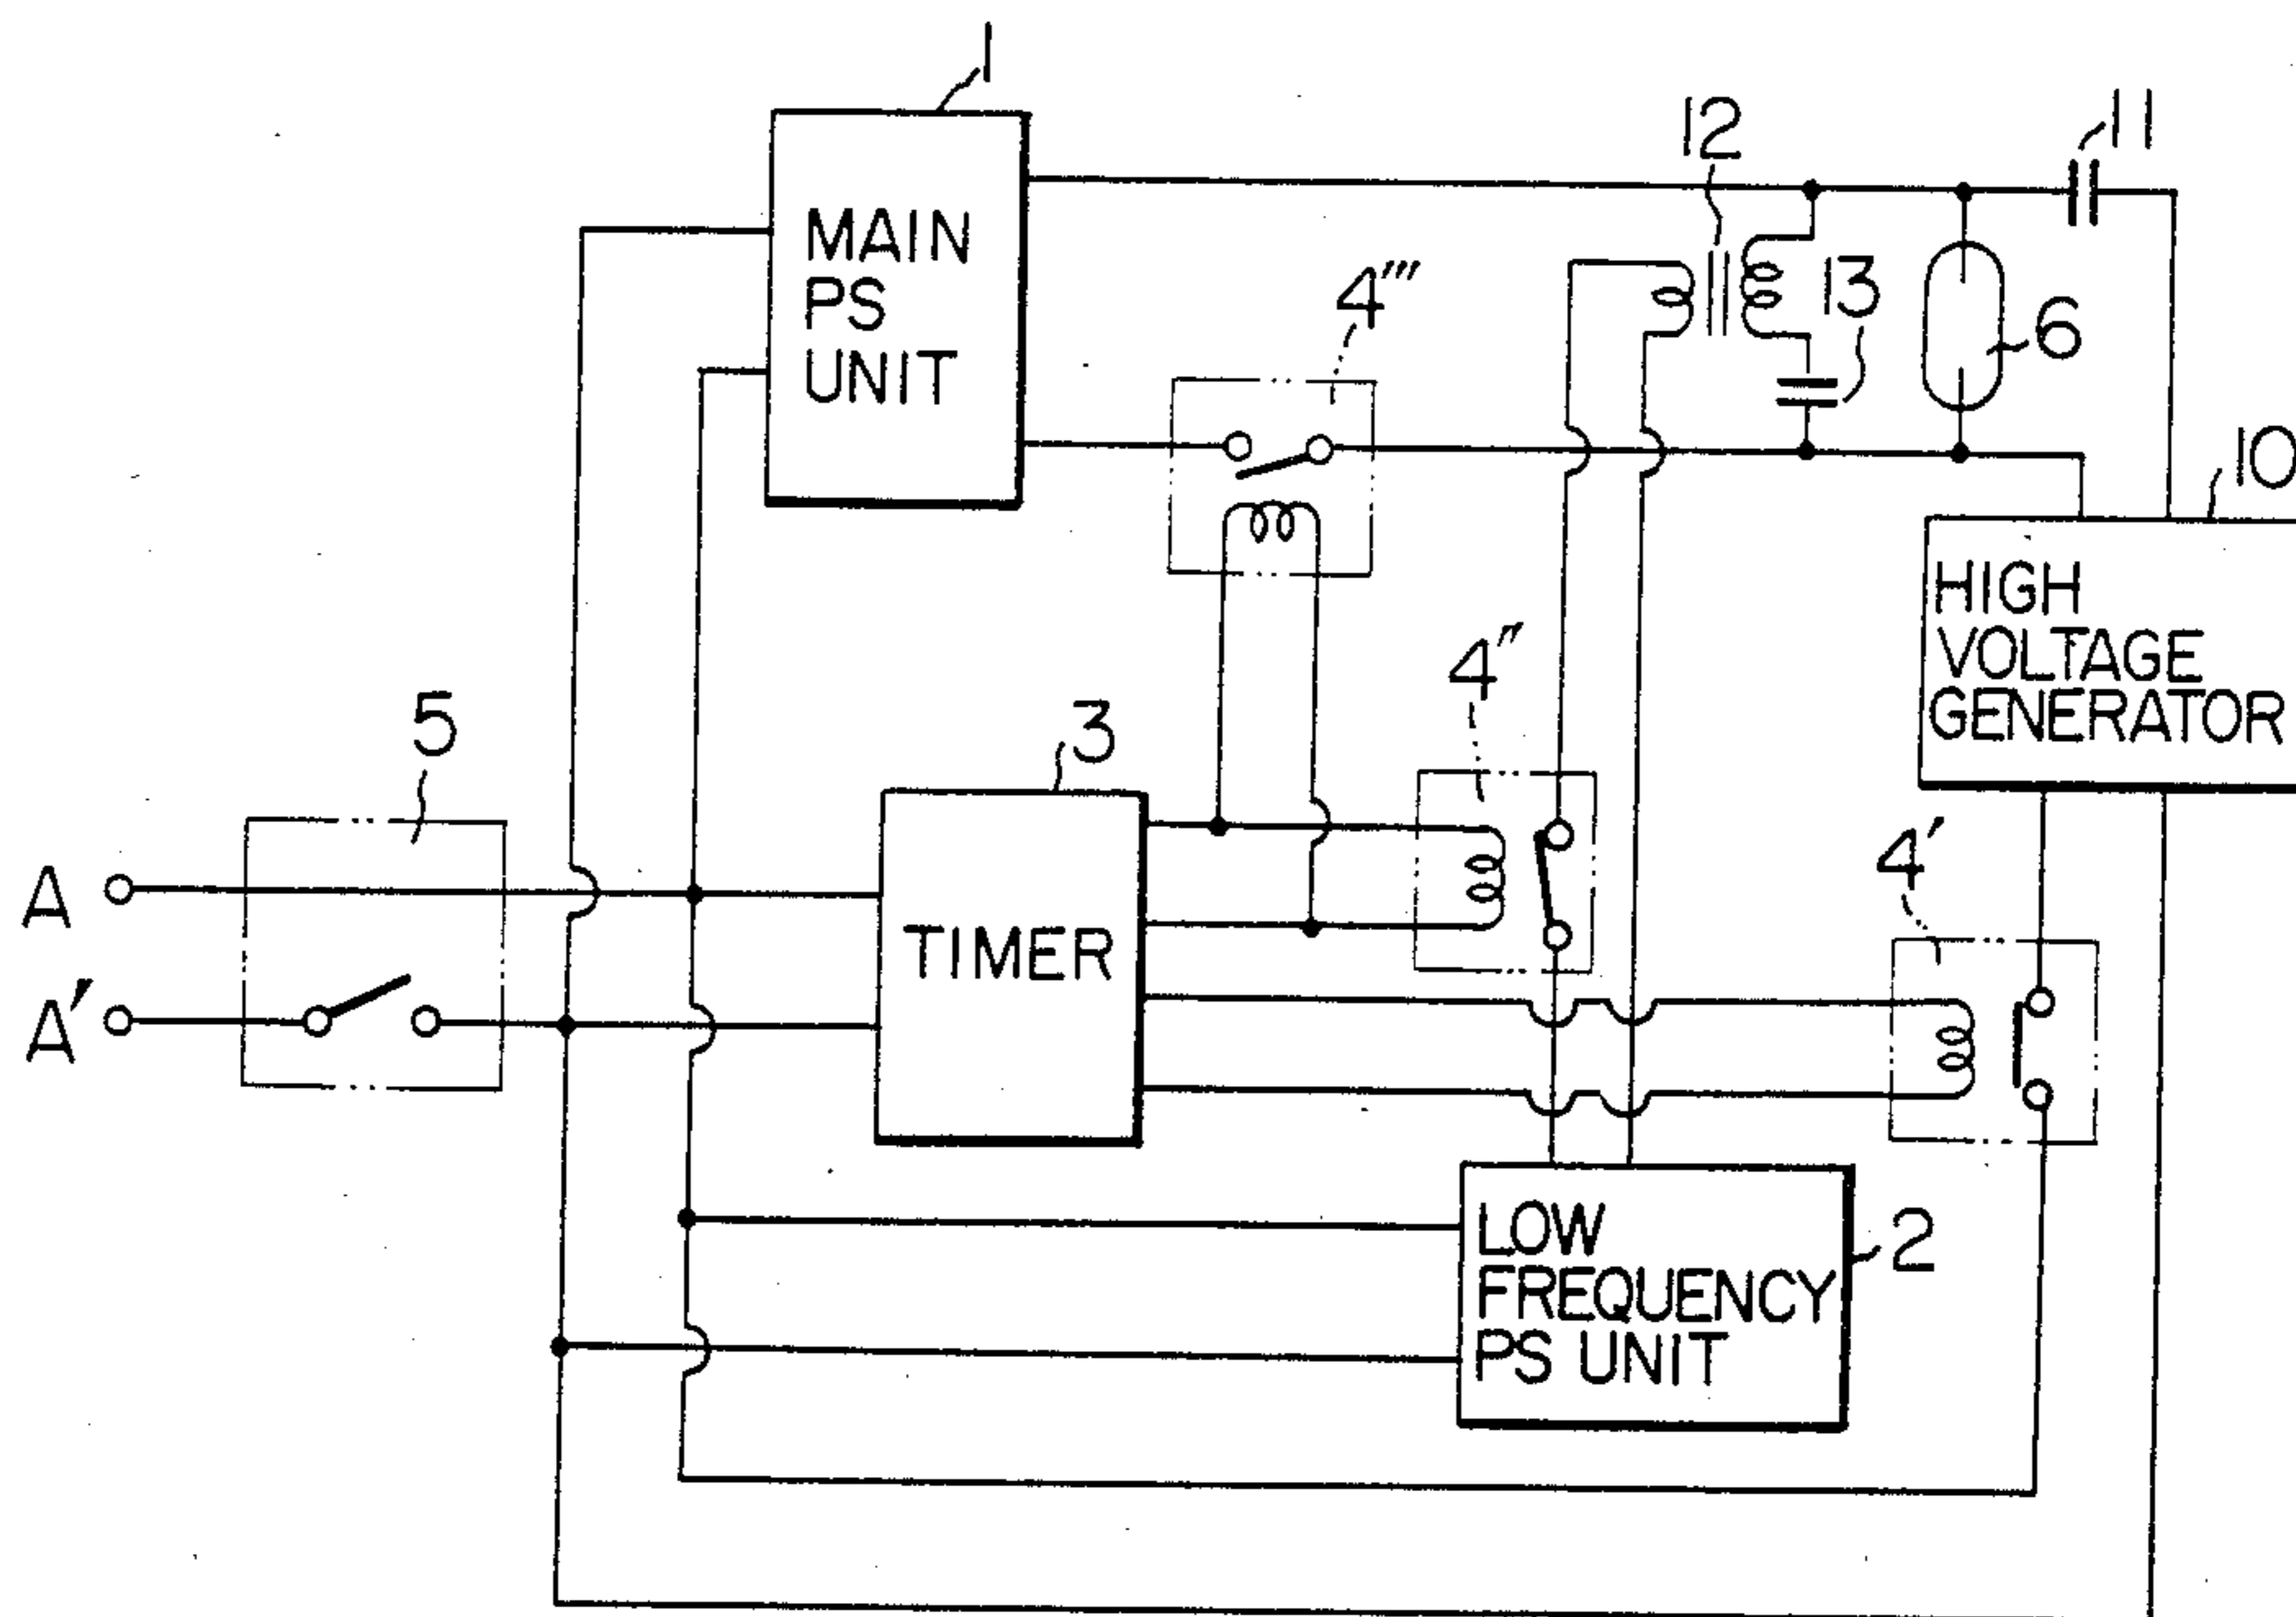 1
12
11
MAIN
PS
UNIT
4'''
13
6
10
HIGH
VOLTAGE
GENERATOR
4''
5
3
4'
A
TIMER
A'
LOW
FREQUENCY
PS UNIT
2